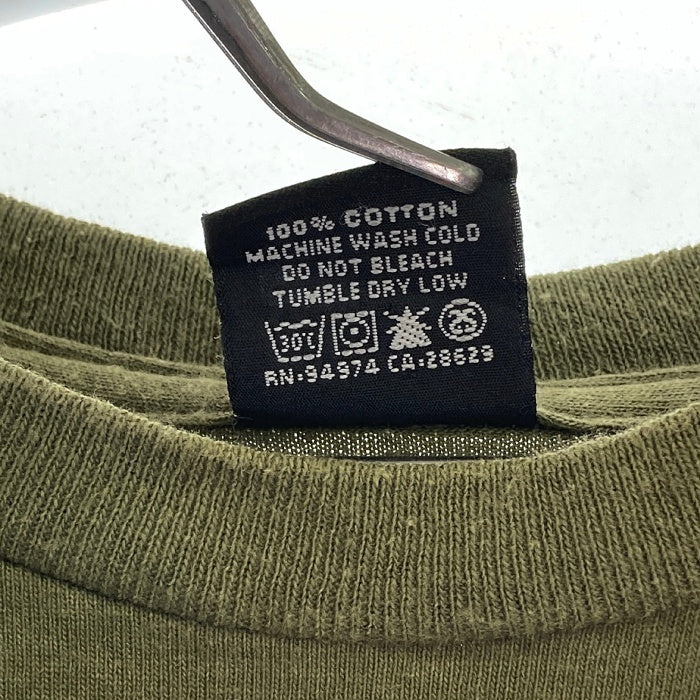 100% COTTON
MACHINE WASH COLD
DO NOT BLEACH
TUMBLE DRY LOW
30°C
RN-94974 CA-28629